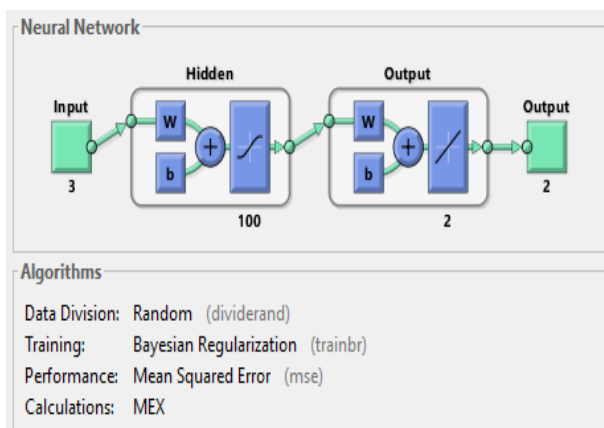 Neural Network
Hidden Output
Input Output
W W
+ +
b b
3 2
100 2
Algorithms
Data Division: Random (dividerand)
Training: Bayesian Regularization (trainbr)
Performance: Mean Squared Error (mse)
Calculations: MEX